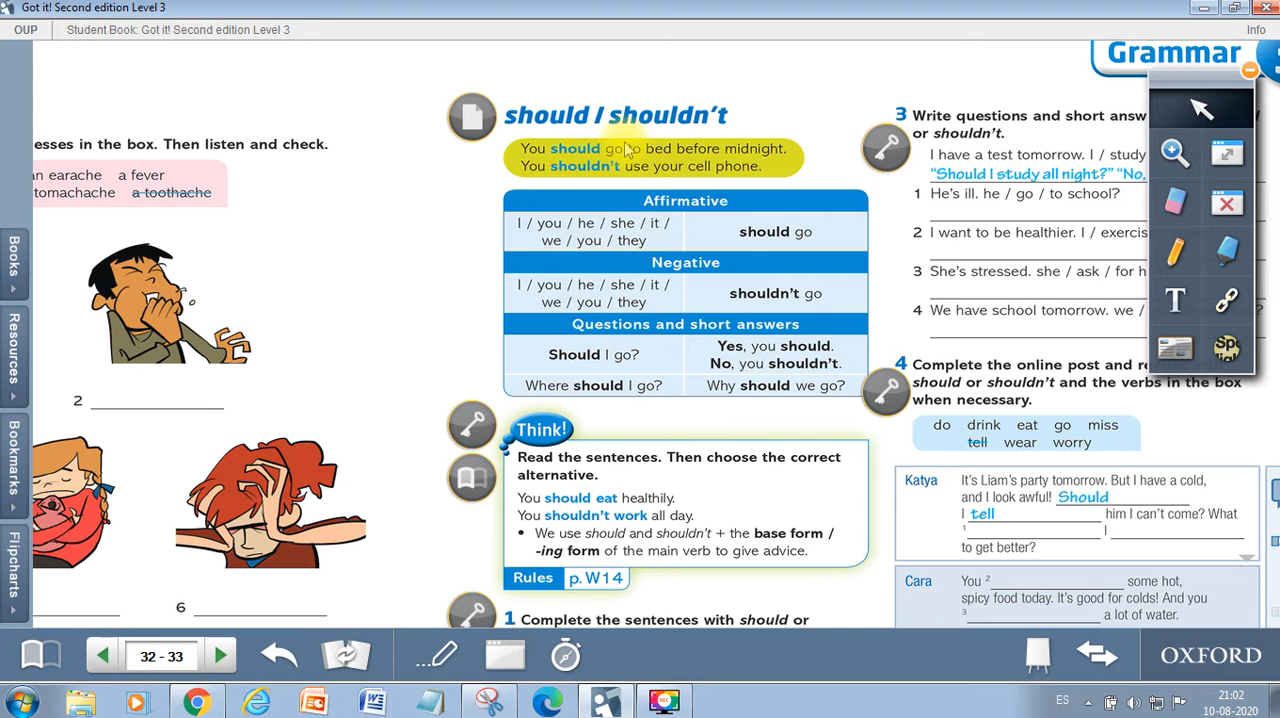 Got it! Second edition Level 3
OUP
Student Book: Got it! Second edition Level 3
Info
Books
Resources
Bookmarks
Flipcharts
esses in the box. Then listen and check.
an earache a fever
tomachache a toothache
2
6
should / shouldn't
You should go to bed before midnight.
You shouldn't use your cell phone.
Affirmative
I / you / he / she / it /
we / you / they
should go
Negative
I / you / he / she / it /
we / you / they
shouldn't go
Questions and short answers
Should I go?
Yes, you should.
No, you shouldn't.
Where should I go?
Why should we go?
Think!
Read the sentences. Then choose the correct
alternative.
You should eat healthily.
You shouldn't work all day.
• We use should and shouldn't + the base form /
-ing form of the main verb to give advice.
Rules p. W14
1 Complete the sentences with should or
Grammar
3 Write questions and short answ
or shouldn't.
I have a test tomorrow. I / study
"Should I study all night?" "No,
1 He's ill. he / go / to school?
2 I want to be healthier. I / exercis
3 She's stressed. she / ask / for h
4 We have school tomorrow. we /
?
T
Spe
4 Complete the online post and re
should or shouldn't and the verbs in the box
when necessary.
do drink eat go miss
tell wear worry
Katya
It's Liam's party tomorrow. But I have a cold,
and I look awful! Should
I tell him I can't come? What
1 I
to get better?
Cara
You 2 some hot,
spicy food today. It's good for colds! And you
3 a lot of water.
32 - 33
OXFORD
ES
21:02
10-08-2020